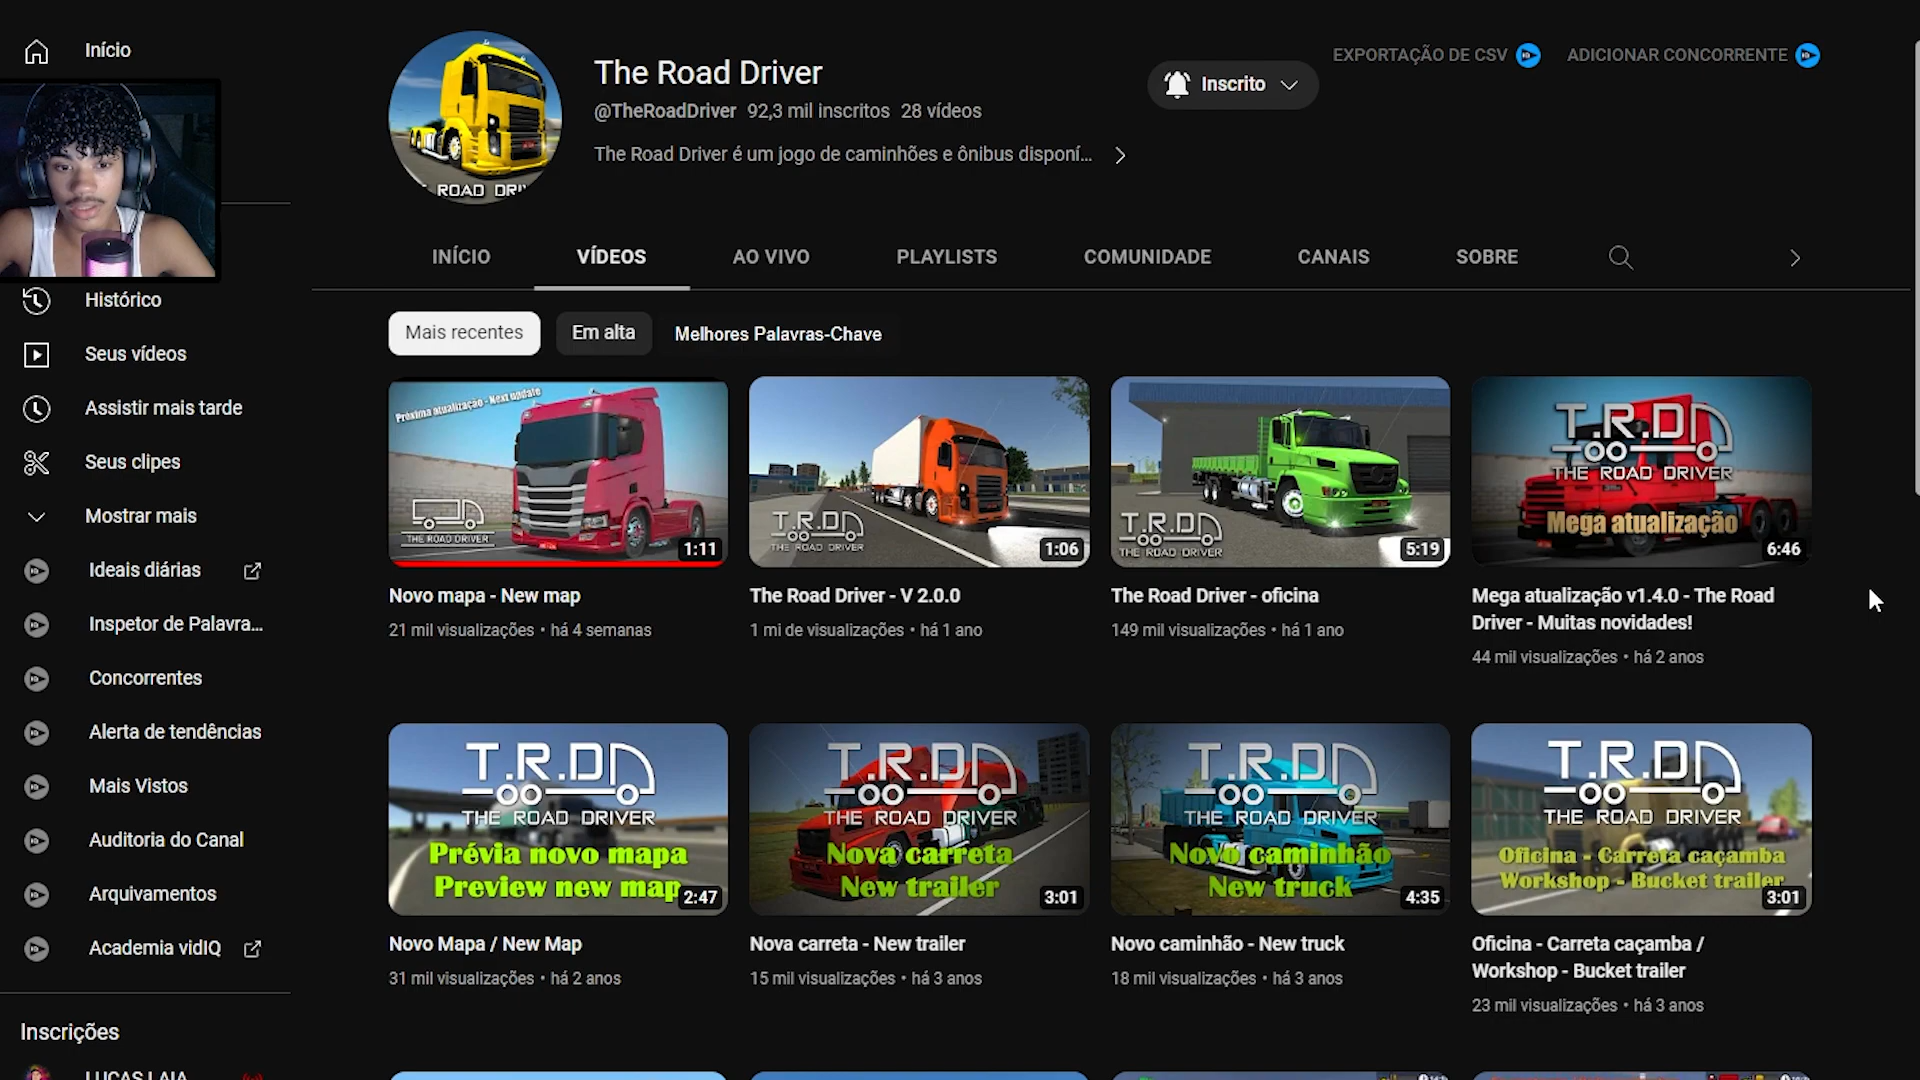 Início
The Road Driver
@TheRoadDriver 92,3 mil inscritos 28 vídeos
The Road Driver é um jogo de caminhões e ônibus disponí...
Inscrito
EXPORTAÇÃO DE CSV
ADICIONAR CONCORRENTE
ROAD
INÍCIO
VÍDEOS
AO VIVO
PLAYLISTS
COMUNIDADE
CANAIS
SOBRE
Histórico
Seus vídeos
Assistir mais tarde
Seus clipes
Mostrar mais
Ideais diárias
Inspetor de Palavra...
Concorrentes
Alerta de tendências
Mais Vistos
Auditoria do Canal
Arquivamentos
Academia vidIQ
Inscrições
LUCAS LAIA
Mais recentes
Em alta
Melhores Palavras-Chave
Próxima atualização - Next update
THE ROAD DRIVER
1:11
Novo mapa - New map
21 mil visualizações • há 4 semanas
T.R.D
THE ROAD DRIVER
1:06
The Road Driver - V 2.0.0
1 mi de visualizações • há 1 ano
T.R.D
THE ROAD DRIVER
5:19
The Road Driver - oficina
149 mil visualizações • há 1 ano
T.R.D
THE ROAD DRIVER
Mega atualização
6:46
Mega atualização v1.4.0 - The Road
Driver - Muitas novidades!
44 mil visualizações • há 2 anos
T.R.D
THE ROAD DRIVER
Prévia novo mapa
Preview new map
2:47
Novo Mapa / New Map
31 mil visualizações • há 2 anos
T.R.D
THE ROAD DRIVER
Nova carreta
New trailer
3:01
Nova carreta - New trailer
15 mil visualizações • há 3 anos
T.R.D
THE ROAD DRIVER
Novo caminhão
New truck
4:35
Novo caminhão - New truck
18 mil visualizações • há 3 anos
T.R.D
THE ROAD DRIVER
Oficina - Carreta caçamba
Workshop - Bucket trailer
3:01
Oficina - Carreta caçamba /
Workshop - Bucket trailer
23 mil visualizações • há 3 anos